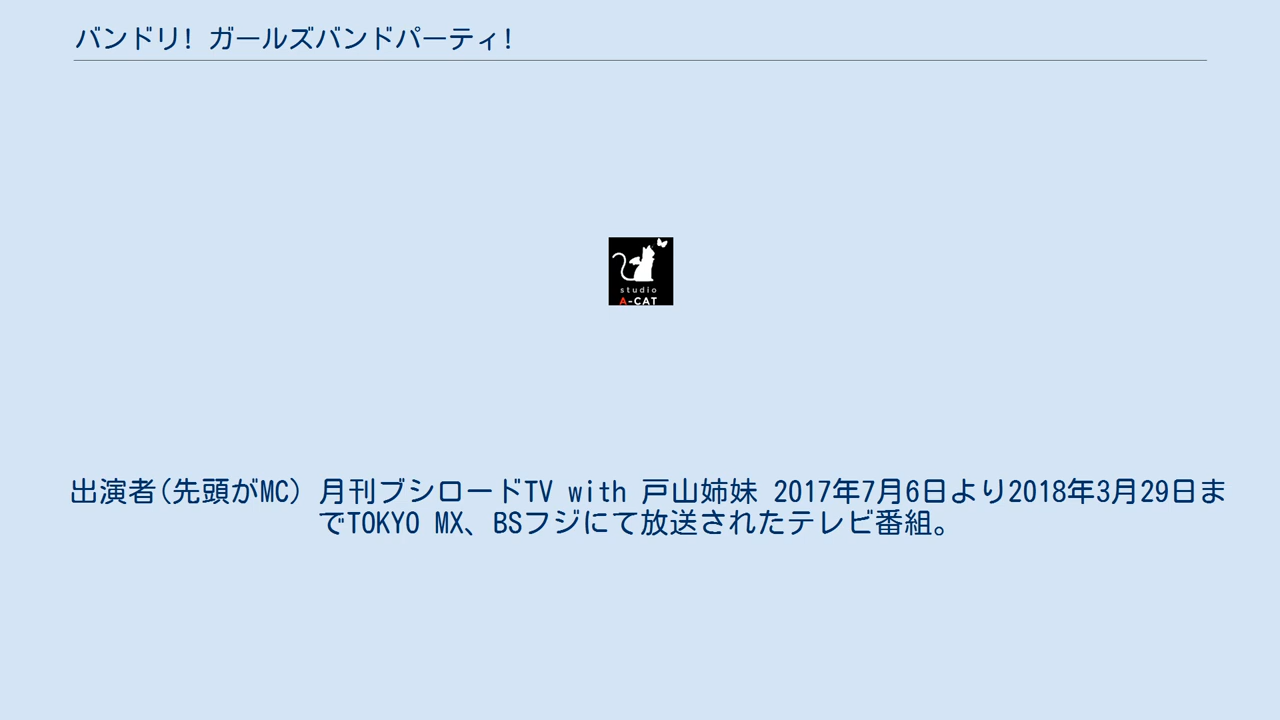 バンドリ! ガールズバンドパーティ!
studio
A-CAT
出演者(先頭がMC) 月刊ブシロードTV with 戸山姉妹 2017年7月6日より2018年3月29日ま
でTOKYO MX、BSフジにて放送されたテレビ番組。